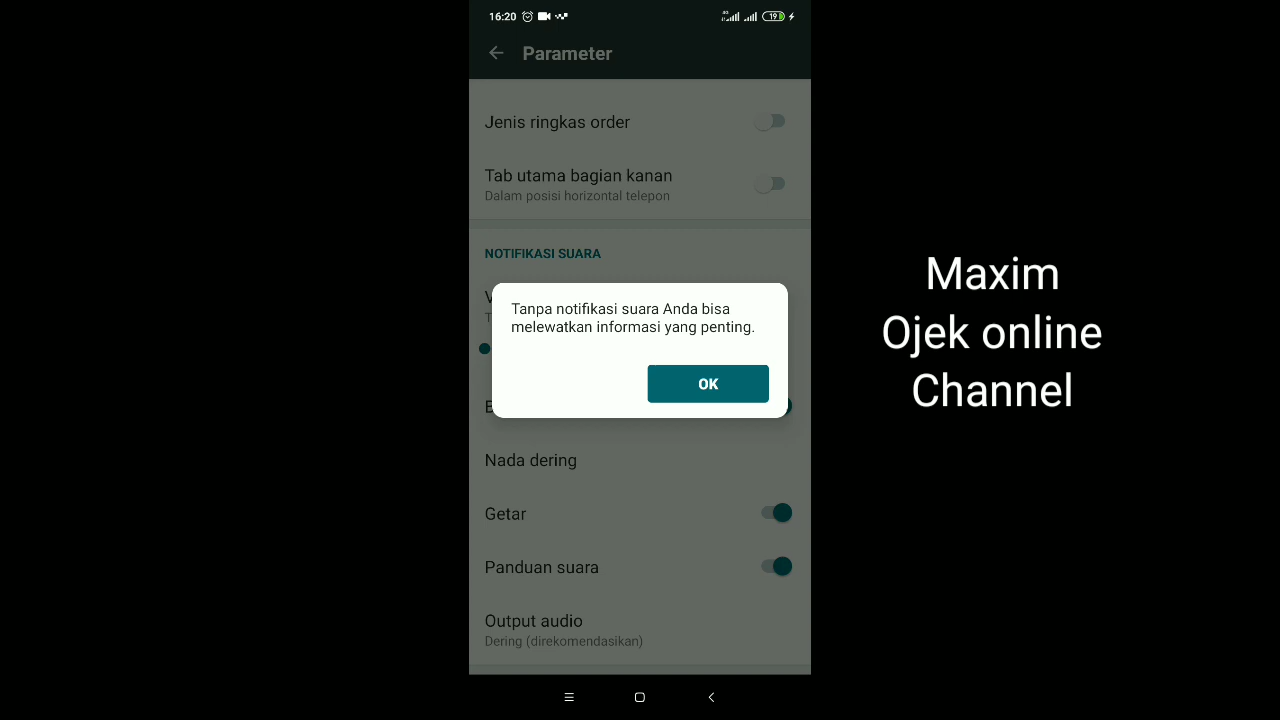 16:20
4G
19
Parameter
Jenis ringkas order
Tab utama bagian kanan
Dalam posisi horizontal telepon
NOTIFIKASI SUARA
Tanpa notifikasi suara Anda bisa
melewatkan informasi yang penting.
OK
Nada dering
Getar
Panduan suara
Output audio
Dering (direkomendasikan)
Maxim
Ojek online
Channel